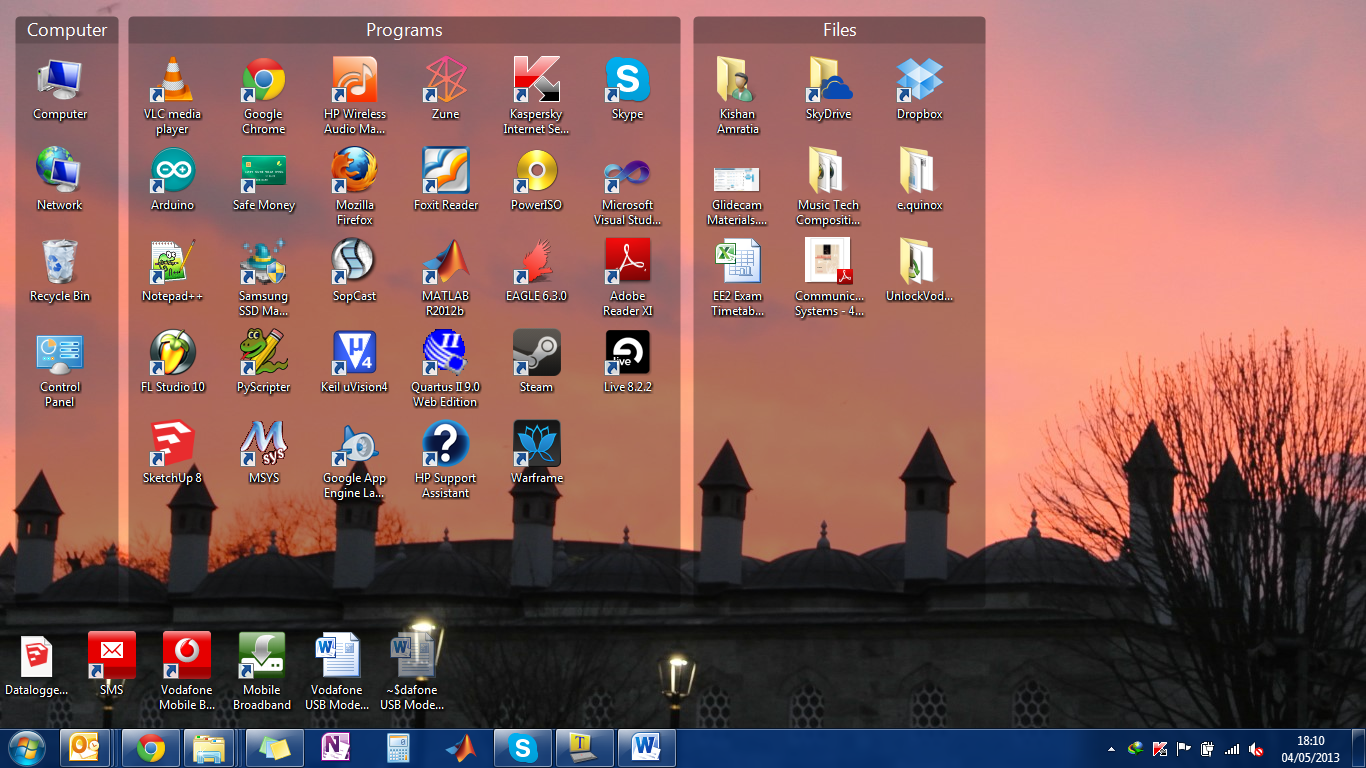 Computer
Programs
Files
Computer
VLC media
player
Google
Chrome
HP Wireless
Audio Ma...
Zune
Kaspersky
Internet Se...
Skype
Kishan
Amratia
SkyDrive
Dropbox
Network
Arduino
Safe Money
Mozilla
Firefox
Foxit Reader
PowerISO
Microsoft
Visual Stud...
Glidecam
Materials....
Music Tech
Compositi...
e.quinox
Recycle Bin
Notepad++
Samsung
SSD Ma...
SopCast
MATLAB
R2012b
EAGLE 6.3.0
Adobe
Reader XI
EE2 Exam
Timetab...
Communic...
Systems - 4...
UnlockVod...
Control
Panel
FL Studio 10
PyScripter
Keil uVision4
Quartus II 9.0
Web Edition
Steam
live
Live 8.2.2
SketchUp 8
Msys
MSYS
Google App
Engine La...
HP Support
Assistant
Warframe
Datalogge...
SMS
Vodafone
Mobile B...
Mobile
Broadband
Vodafone
USB Mode...
~$dafone
USB Mode...
18:10
04/05/2013